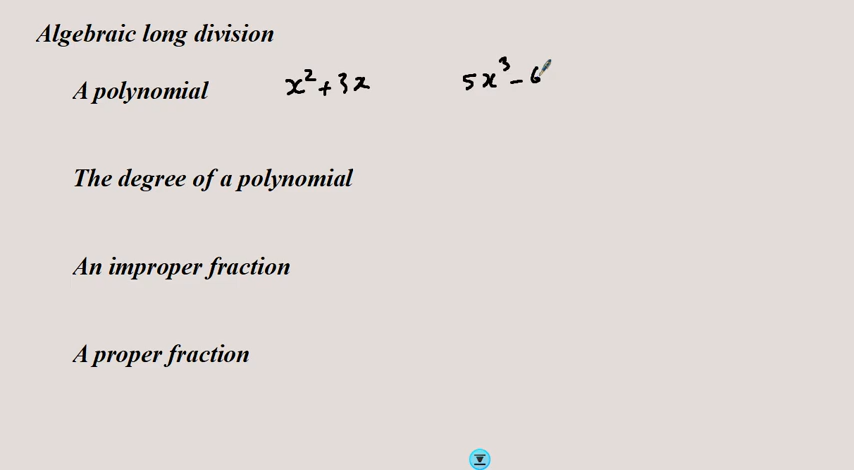 Algebraic long division
A polynomial x² + 3x 5x³ - 6
The degree of a polynomial
An improper fraction
A proper fraction